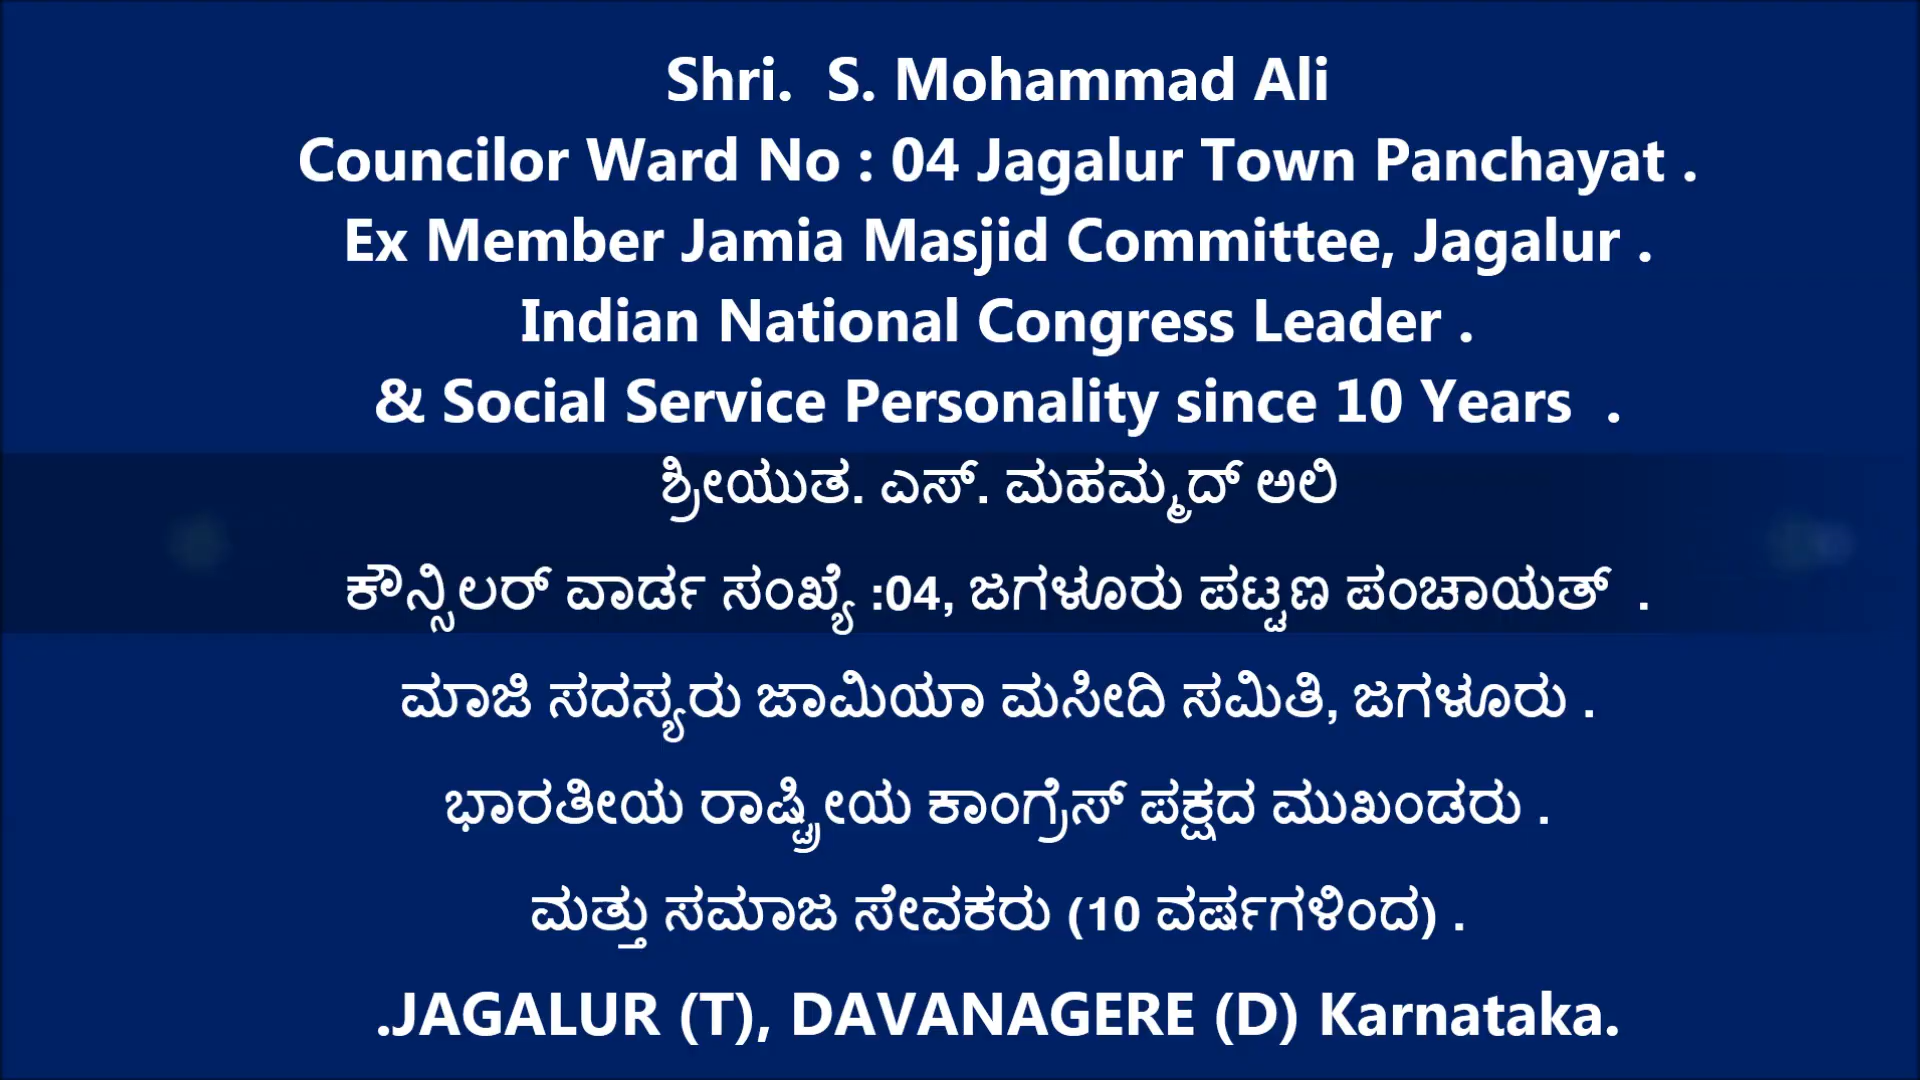 Shri. S. Mohammad Ali
Councilor Ward No : 04 Jagalur Town Panchayat .
Ex Member Jamia Masjid Committee, Jagalur .
Indian National Congress Leader .
& Social Service Personality since 10 Years .
ಶ್ರೀಯುತ. ಎಸ್. ಮಹಮ್ಮದ್ ಅಲಿ
ಕೌನ್ಸಿಲರ್ ವಾರ್ಡ ಸಂಖ್ಯೆ :04, ಜಗಳೂರು ಪಟ್ಟಣ ಪಂಚಾಯತ್ .
ಮಾಜಿ ಸದಸ್ಯರು ಜಾಮಿಯಾ ಮಸೀದಿ ಸಮಿತಿ, ಜಗಳೂರು .
ಭಾರತೀಯ ರಾಷ್ಟ್ರೀಯ ಕಾಂಗ್ರೆಸ್ ಪಕ್ಷದ ಮುಖಂಡರು .
ಮತ್ತು ಸಮಾಜ ಸೇವಕರು (10 ವರ್ಷಗಳಿಂದ) .
.JAGALUR (T), DAVANAGERE (D) Karnataka.